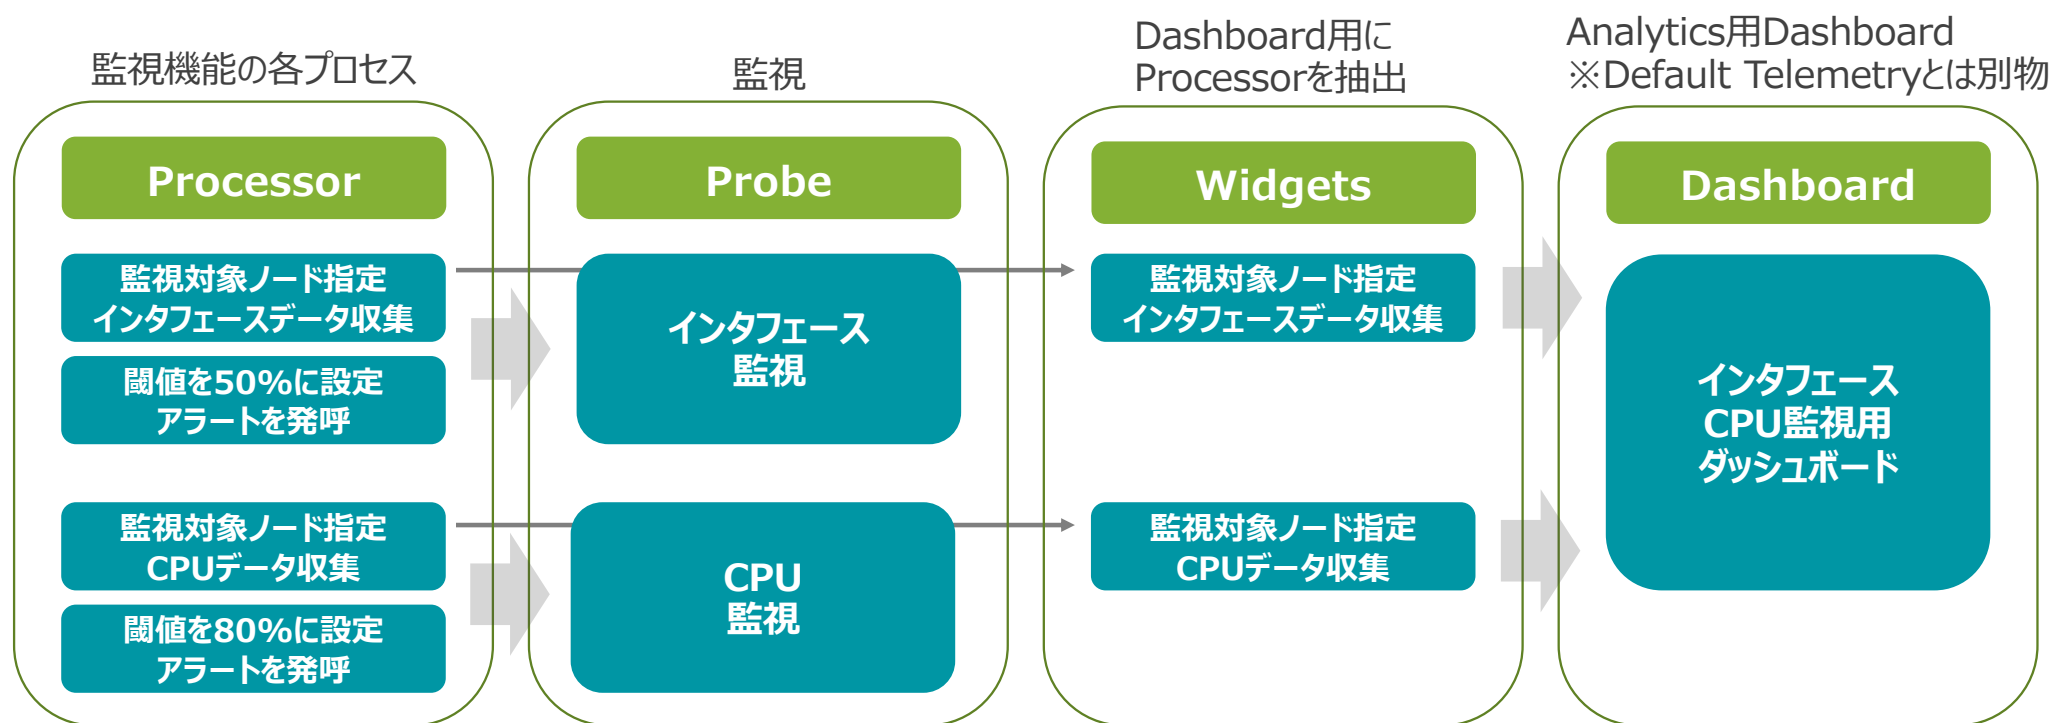 監視機能の各プロセス
Processor
監視対象ノード指定
インタフェースデータ収集
閾値を50%に設定
アラートを発呼
監視対象ノード指定
CPUデータ収集
閾値を80%に設定
アラートを発呼
監視
Probe
インタフェース
監視
CPU
監視
Dashboard用に
Processorを抽出
Widgets
監視対象ノード指定
インタフェースデータ収集
監視対象ノード指定
CPUデータ収集
Analytics用Dashboard
※Default Telemetryとは別物
Dashboard
インタフェース
CPU監視用
ダッシュボード